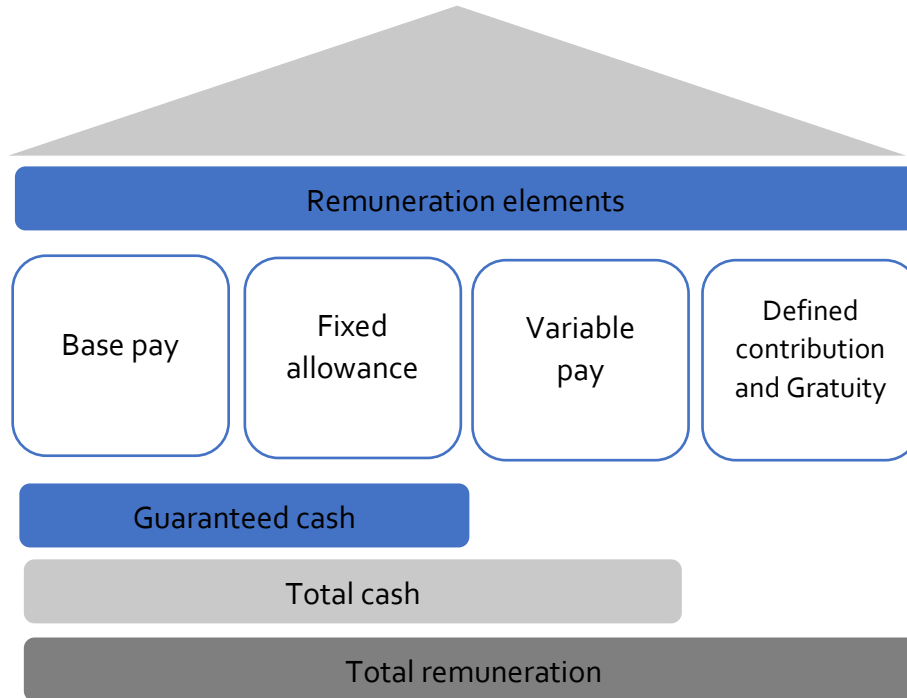 Remuneration elements
Base pay
Fixed
allowance
Variable
pay
Defined
contribution
and Gratuity
Guaranteed cash
Total cash
Total remuneration